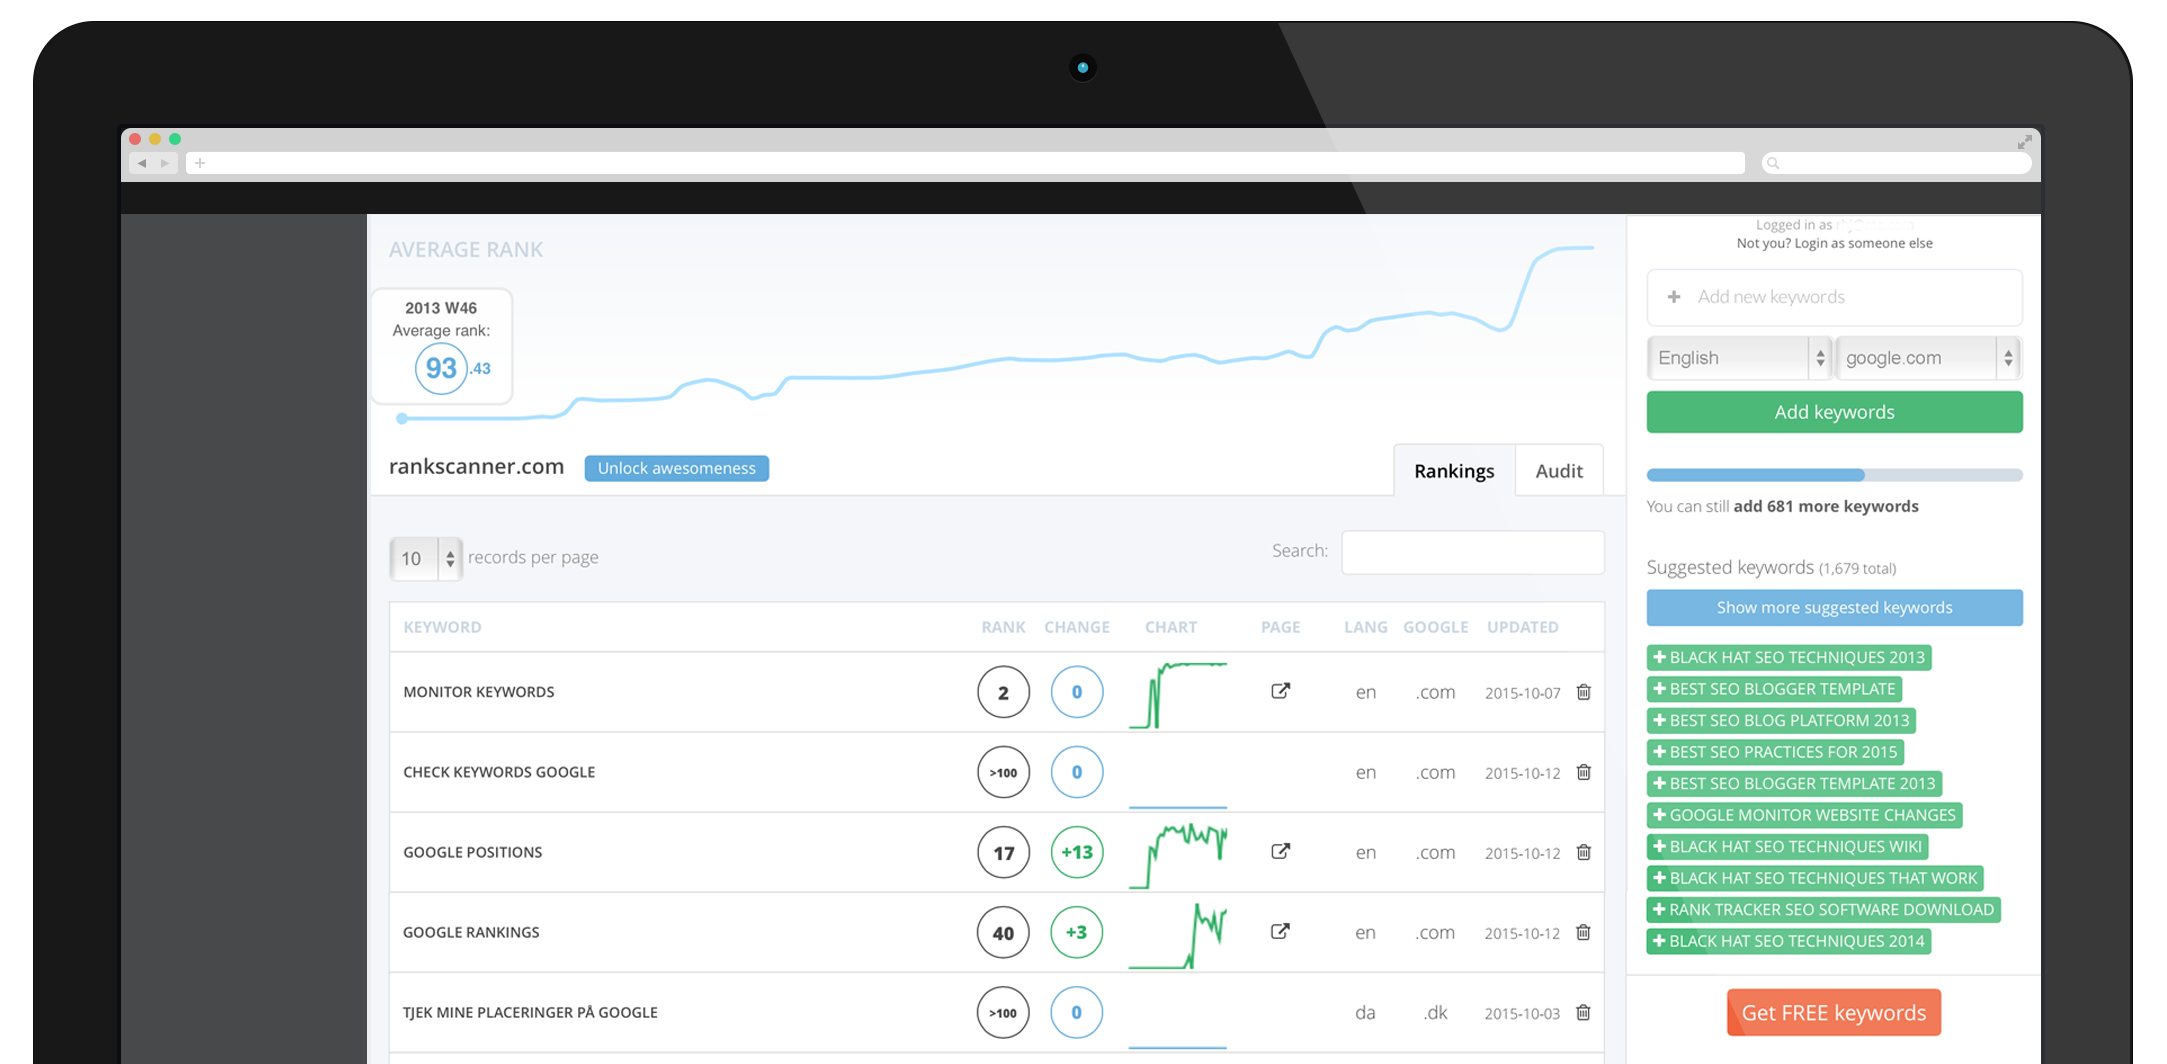 AVERAGE RANK
2013 W46
Average rank:
93.43
rankscanner.com
Unlock awesomeness
Rankings
Audit
10 records per page
Search:
KEYWORD RANK CHANGE CHART PAGE LANG GOOGLE UPDATED
MONITOR KEYWORDS 2 0 en .com 2015-10-07
CHECK KEYWORDS GOOGLE >100 0 en .com 2015-10-12
GOOGLE POSITIONS 17 +13 en .com 2015-10-12
GOOGLE RANKINGS 40 +3 en .com 2015-10-12
TJEK MINE PLACERINGER PÅ GOOGLE >100 0 da .dk 2015-10-03
Logged in as
Not you? Login as someone else
+ Add new keywords
English google.com
Add keywords
You can still add 681 more keywords
Suggested keywords (1,679 total)
Show more suggested keywords
+ BLACK HAT SEO TECHNIQUES 2013
+ BEST SEO BLOGGER TEMPLATE
+ BEST SEO BLOG PLATFORM 2013
+ BEST SEO PRACTICES FOR 2015
+ BEST SEO BLOGGER TEMPLATE 2013
+ GOOGLE MONITOR WEBSITE CHANGES
+ BLACK HAT SEO TECHNIQUES WIKI
+ BLACK HAT SEO TECHNIQUES THAT WORK
+ RANK TRACKER SEO SOFTWARE DOWNLOAD
+ BLACK HAT SEO TECHNIQUES 2014
Get FREE keywords